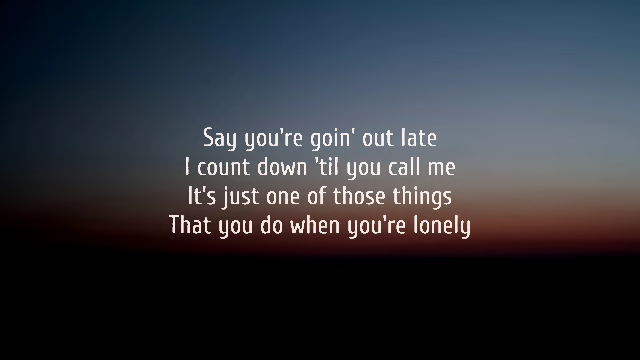 Say you're goin' out late
I count down 'til you call me
It's just one of those things
That you do when you're lonely